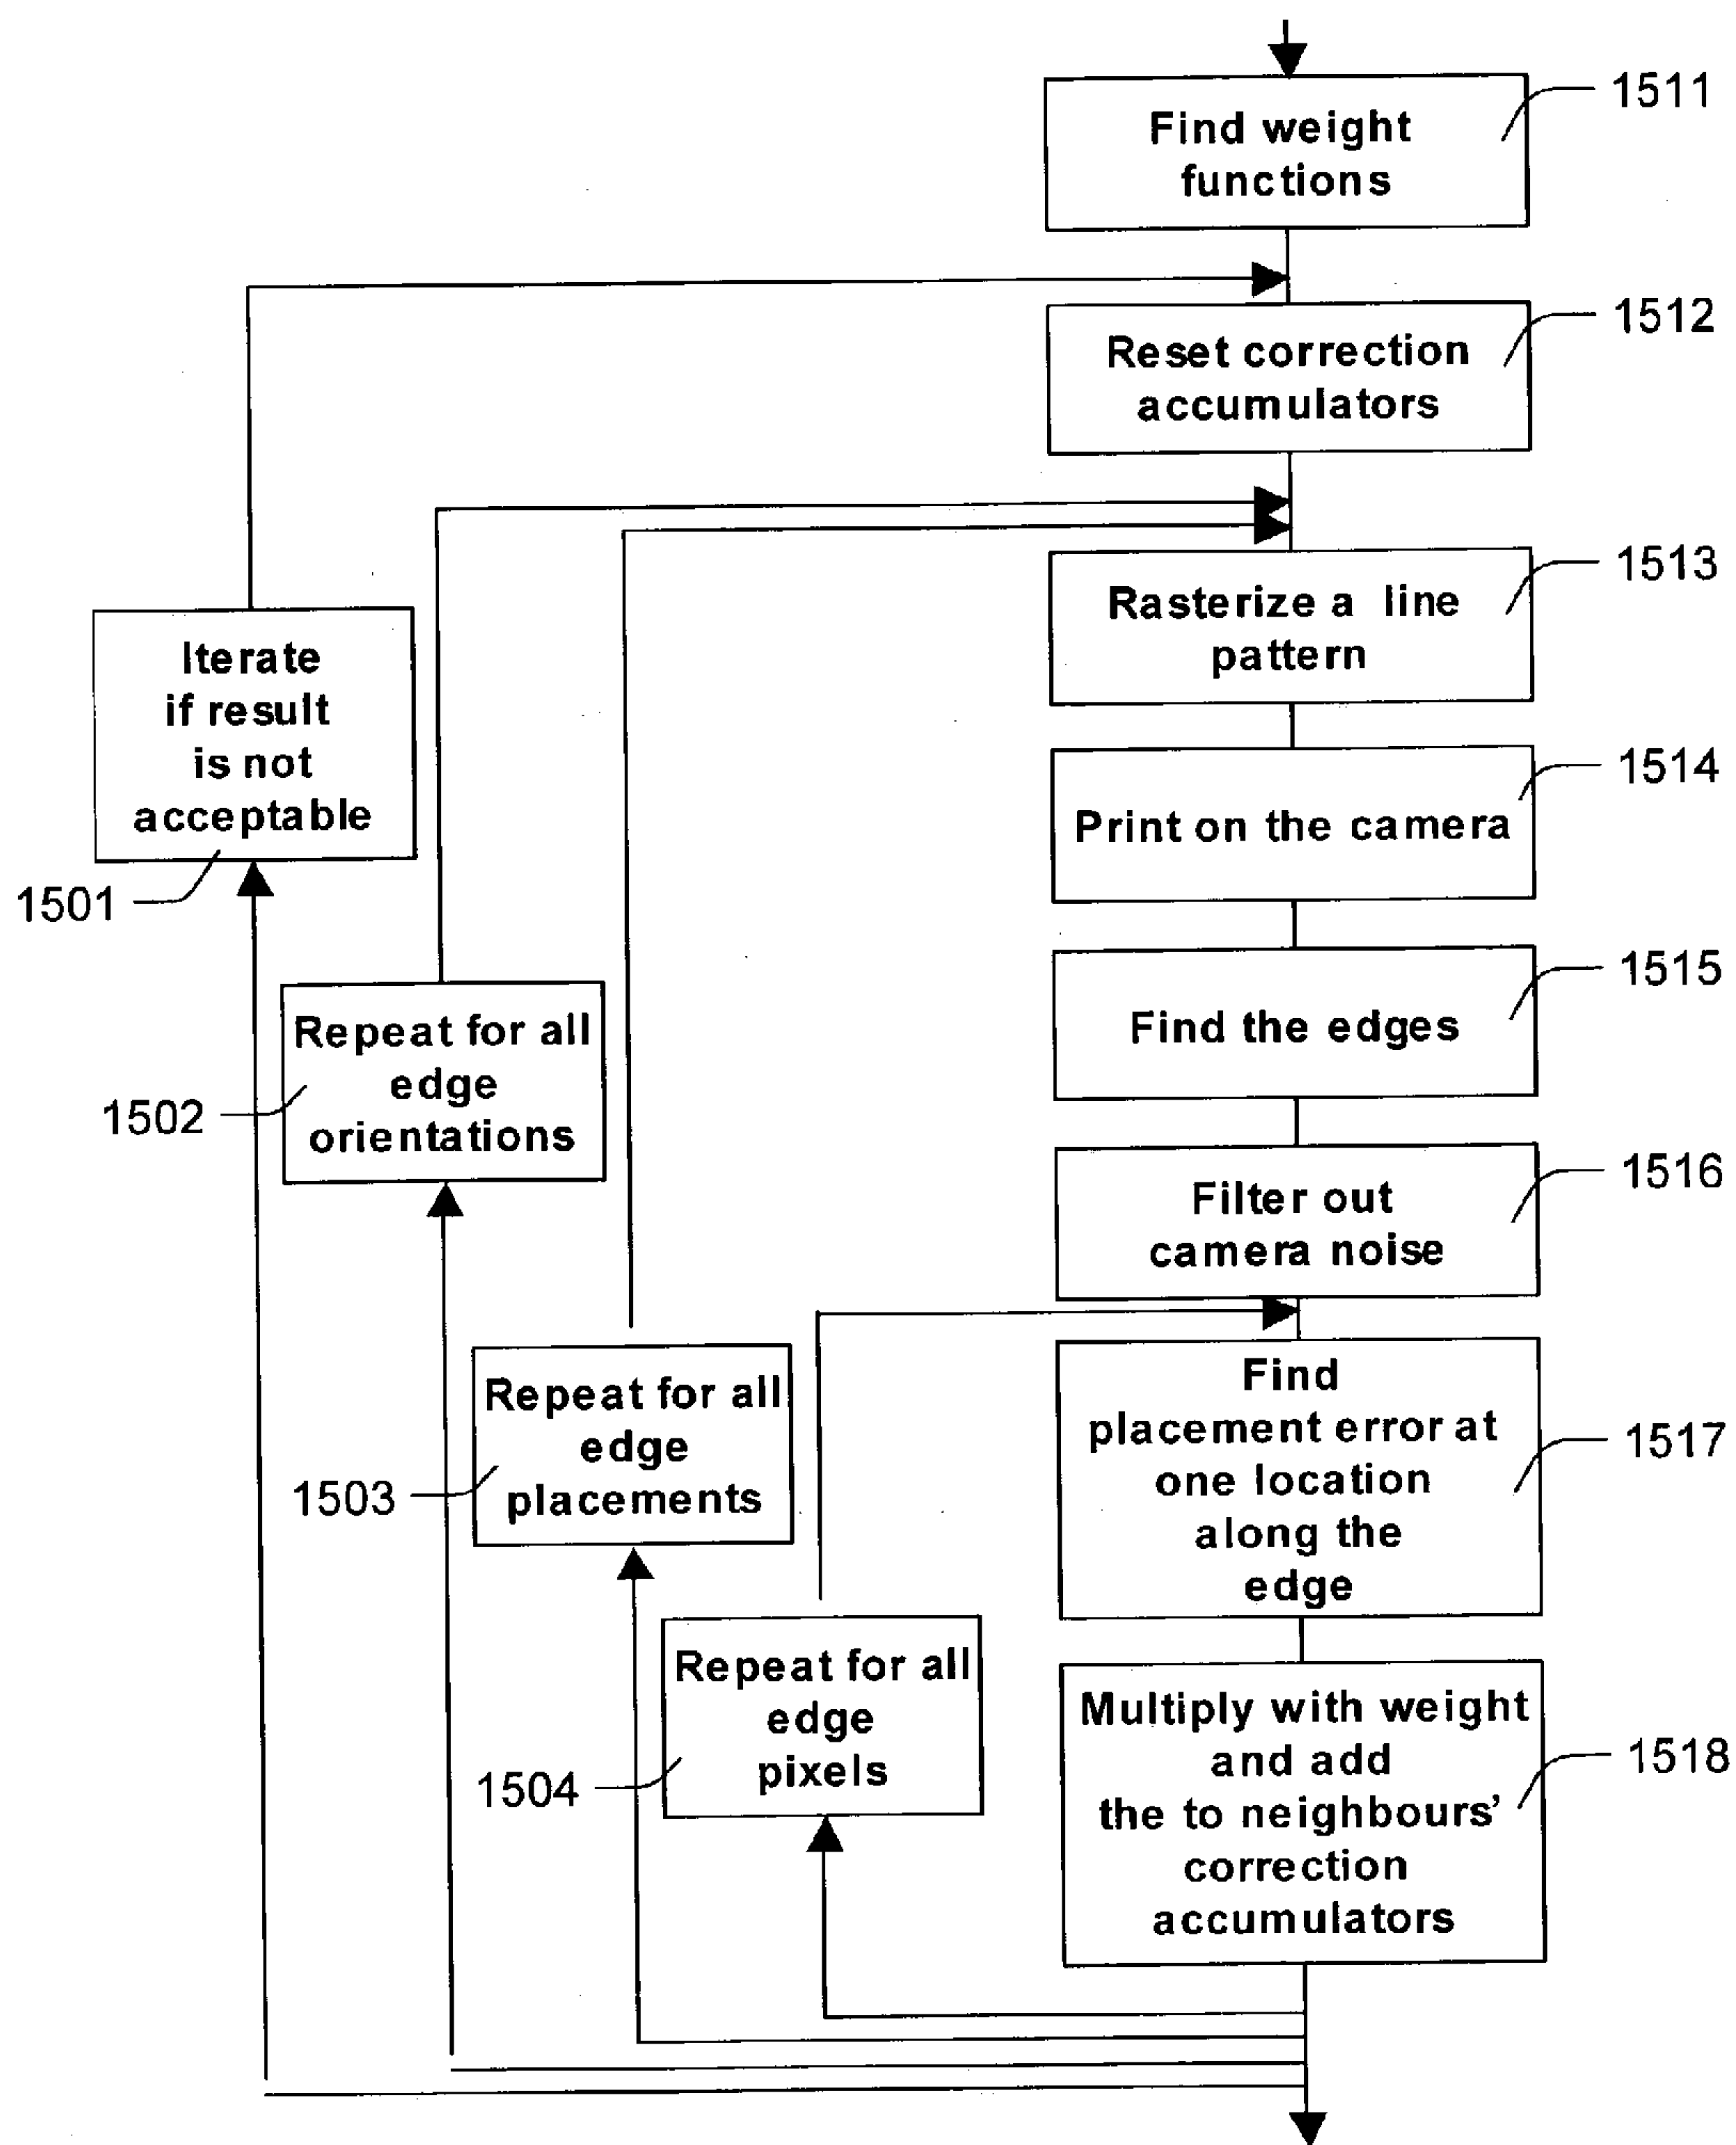 1511
Find weight
functions
1512
Reset correction
accumulators
1513
Rasterize a line
pattern
Iterate
if result
is not
acceptable
1501
1514
Print on the camera
1515
Find the edges
Repeat for all
edge
orientations
1502
1516
Filter out
camera noise
Repeat for all
edge
placements
1503
Find
placement error at
one location
along the
edge
1517
Repeat for all
edge
pixels
1504
Multiply with weight
and add
the to neighbours'
correction
accumulators
1518